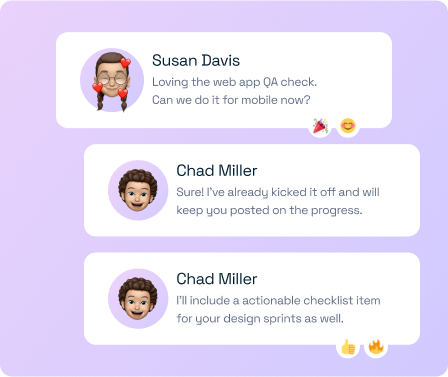 Susan Davis
Loving the web app QA check.
Can we do it for mobile now?
Chad Miller
Sure! I've already kicked it off and will
keep you posted on the progress.
Chad Miller
I'll include a actionable checklist item
for your design sprints as well.